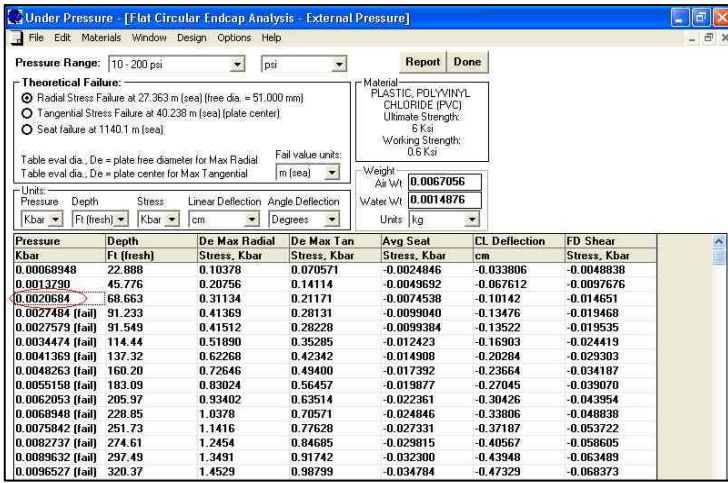 Under Pressure - [Flat Circular Endcap Analysis - External Pressure]
File Edit Materials Window Design Options Help
Pressure Range: 10 - 200 psi psi Report Done
Theoretical Failure:
Radial Stress Failure at 27.363 m (sea) (free dia. = 51.000 mm)
Tangential Stress Failure at 40.238 m (sea) (plate center)
Seat failure at 1140.1 m (sea)
Fail value units:
Table eval dia., De = plate free diameter for Max Radial
Table eval dia., De = plate center for Max Tangential
m (sea)
Material
PLASTIC, POLYVINYL
CHLORIDE (PVC)
Ultimate Strength:
6 Ksi
Working Strength:
0.6 Ksi
Weight
Air Wt 0.0067056
Water Wt 0.0014876
Units kg
Units:
Pressure Depth Stress Linear Deflection Angle Deflection
Kbar Ft (fresh) Kbar cm Degrees
Pressure Depth De Max Radial De Max Tan Avg Seat CL Deflection FD Shear
Kbar Ft (fresh) Stress, Kbar Stress, Kbar Stress, Kbar cm Stress, Kbar
0.00068948 22.888 0.10378 0.070571 -0.0024846 -0.033806 -0.0048838
0.0013790 45.776 0.20756 0.14114 -0.0049692 -0.067612 -0.0097676
0.0020684 68.663 0.31134 0.21171 -0.0074538 -0.10142 -0.014651
0.0027484 (fail) 91.233 0.41369 0.28131 -0.0099040 -0.13476 -0.019468
0.0027579 (fail) 91.549 0.41512 0.28228 -0.0099384 -0.13522 -0.019535
0.0034474 (fail) 114.44 0.51890 0.35285 -0.012423 -0.16903 -0.024419
0.0041369 (fail) 137.32 0.62268 0.42342 -0.014908 -0.20284 -0.029303
0.0048263 (fail) 160.20 0.72646 0.49400 -0.017392 -0.23664 -0.034187
0.0055158 (fail) 183.09 0.83024 0.56457 -0.019877 -0.27045 -0.039070
0.0062053 (fail) 205.97 0.93402 0.63514 -0.022361 -0.30426 -0.043954
0.0068948 (fail) 228.85 1.0378 0.70571 -0.024846 -0.33806 -0.048838
0.0075842 (fail) 251.73 1.1416 0.77628 -0.027331 -0.37187 -0.053722
0.0082737 (fail) 274.61 1.2454 0.84685 -0.029815 -0.40567 -0.058605
0.0089632 (fail) 297.49 1.3491 0.91742 -0.032300 -0.43948 -0.063489
0.0096527 (fail) 320.37 1.4529 0.98799 -0.034784 -0.47329 -0.068373